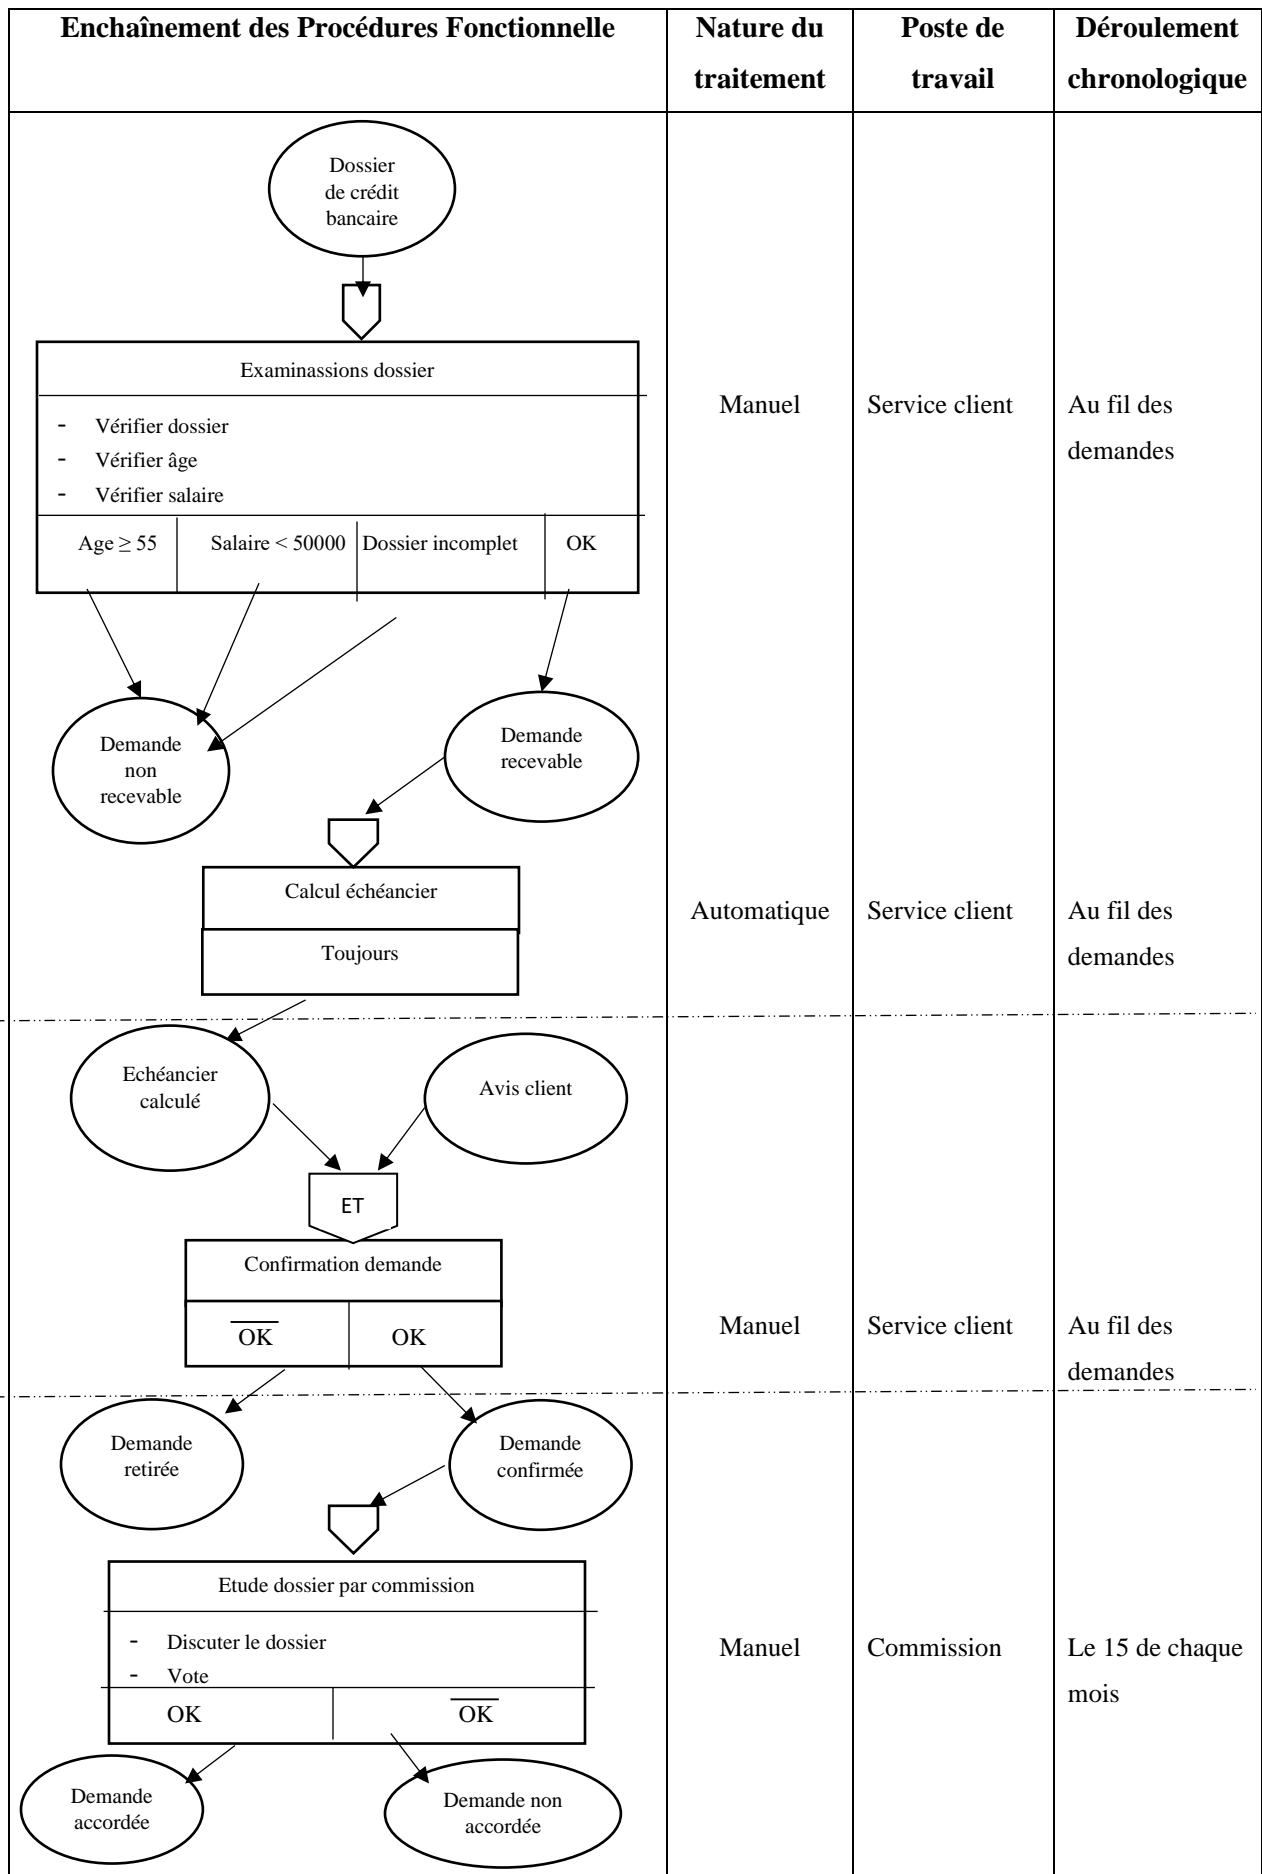 Enchaînement des Procédures Fonctionnelle
Nature du
traitement
Poste de
travail
Déroulement
chronologique
Dossier
de crédit
bancaire
Examinassions dossier
- Vérifier dossier
- Vérifier âge
- Vérifier salaire
Manuel
Service client
Au fil des
demandes
Age ≥ 55
Salaire < 50000
Dossier incomplet
OK
Demande
non
recevable
Demande
recevable
Calcul échéancier
Toujours
Automatique
Service client
Au fil des
demandes
Echéancier
calculé
Avis client
ET
Confirmation demande
O̅K̅
OK
Manuel
Service client
Au fil des
demandes
Demande
retirée
Demande
confirmée
Etude dossier par commission
- Discuter le dossier
- Vote
Manuel
Commission
Le 15 de chaque
mois
OK
O̅K̅
Demande
accordée
Demande non
accordée